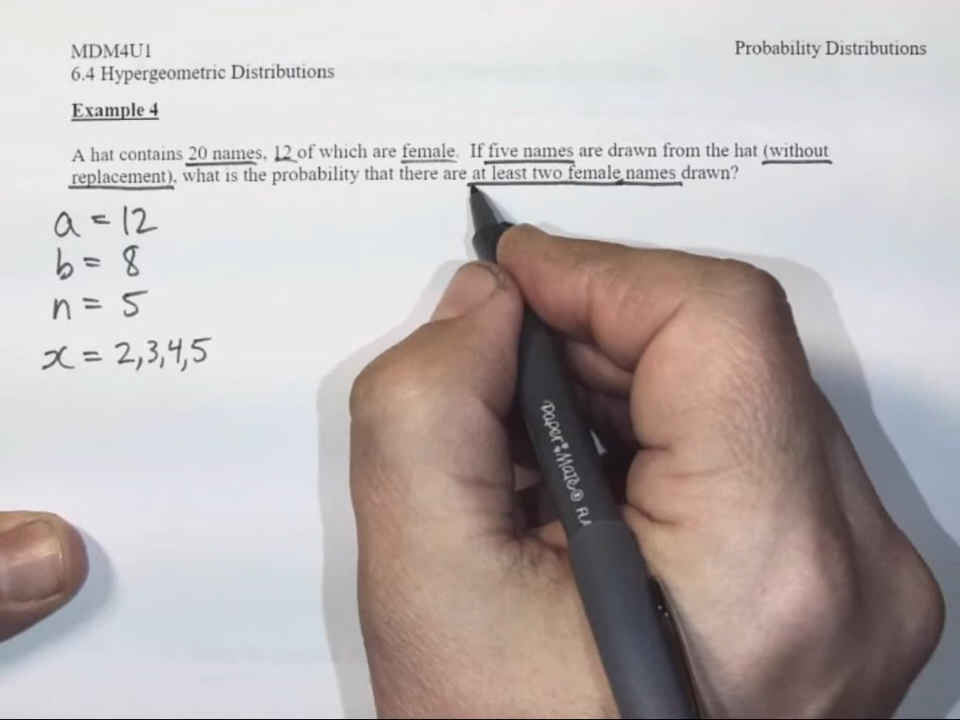 MDM4U1
Probability Distributions
6.4 Hypergeometric Distributions
Example 4
A hat contains 20 names, 12 of which are female. If five names are drawn from the hat (without
replacement), what is the probability that there are at least two female names drawn?
a = 12
b = 8
n = 5
x = 2,3,4,5
Paper Mate®